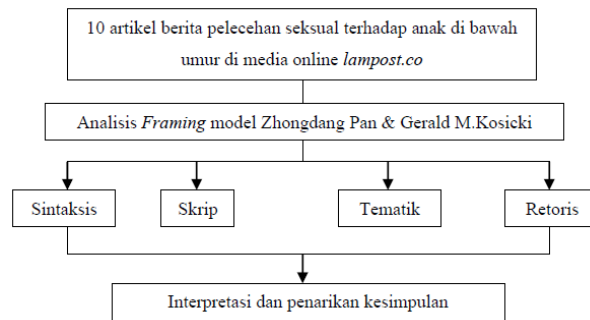 10 artikel berita pelecehan seksual terhadap anak di bawah
umur di media online lampost.co
Analisis Framing model Zhongdang Pan & Gerald M.Kosicki
Sintaksis
Skrip
Tematik
Retoris
Interpretasi dan penarikan kesimpulan